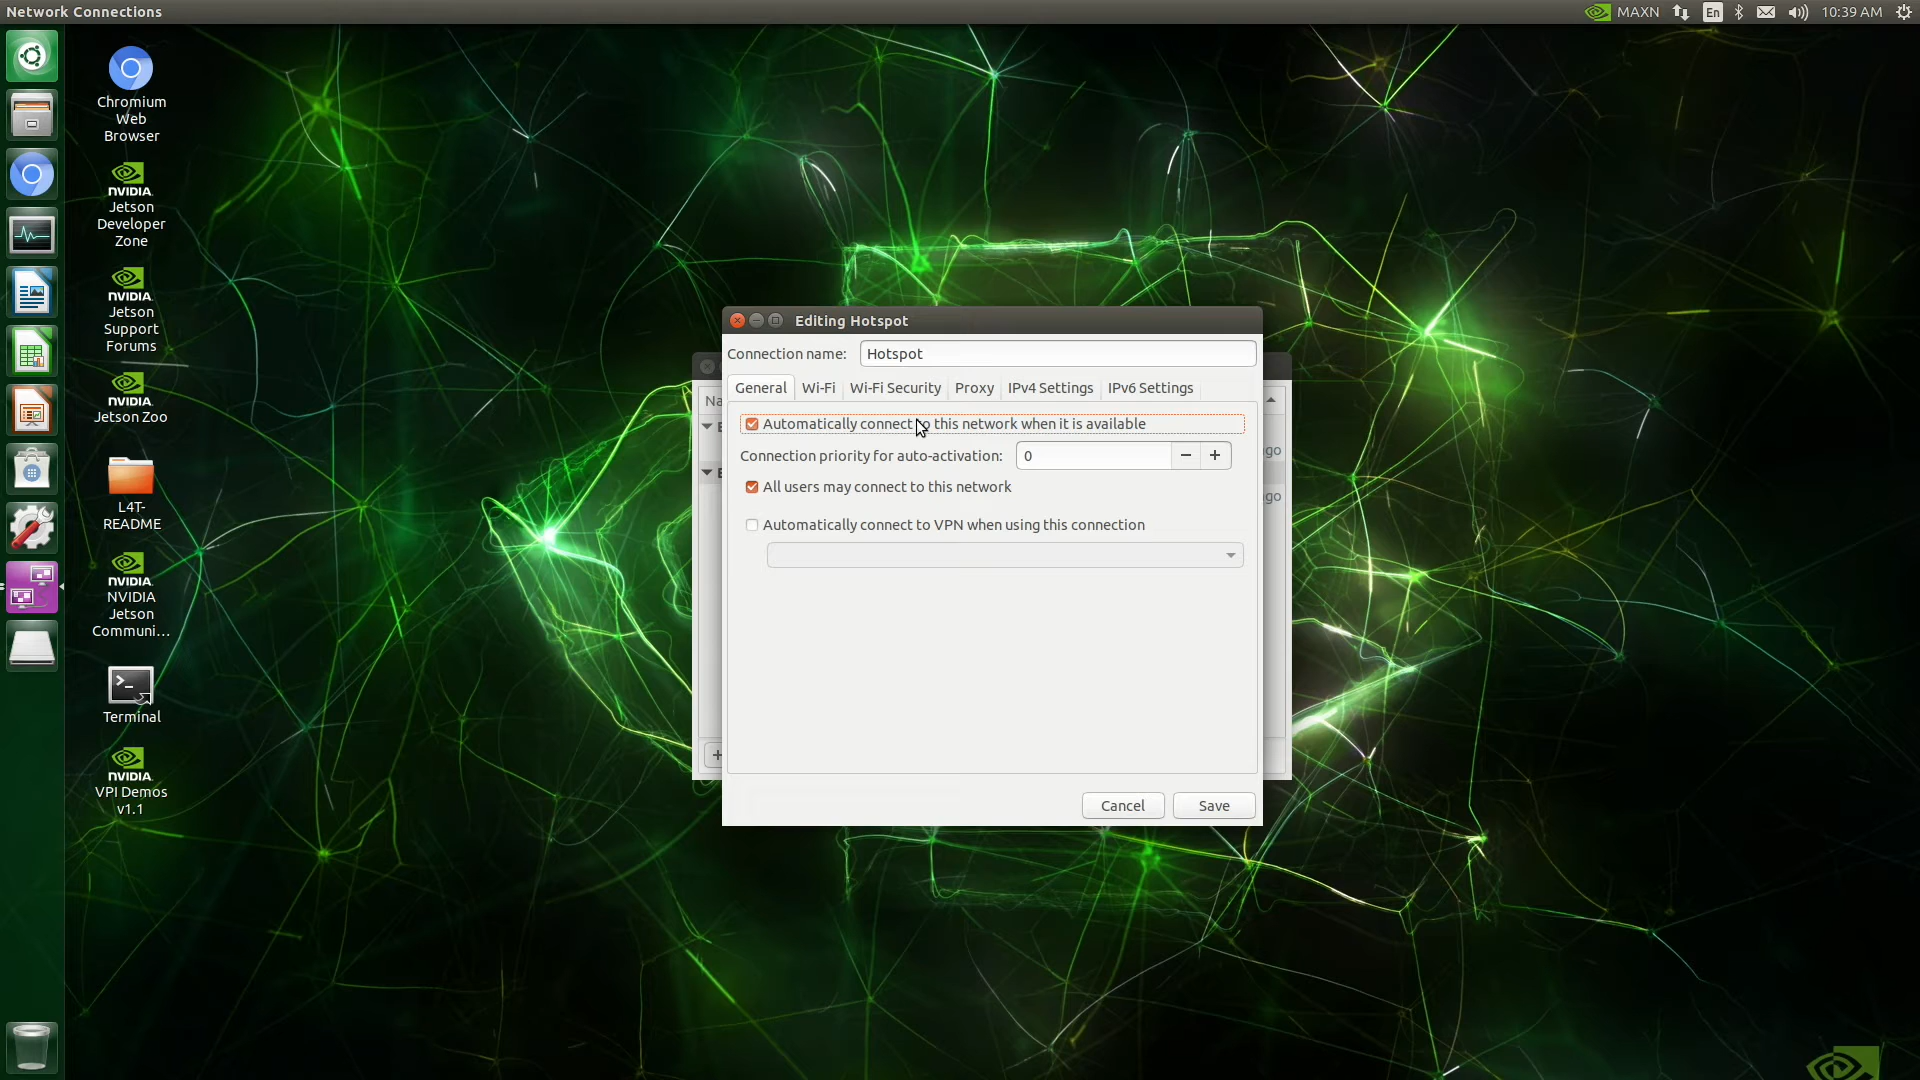 Network Connections
MAXN
En
10:39 AM
Chromium
Web
Browser
NVIDIA.
Jetson
Developer
Zone
NVIDIA.
Jetson
Support
Forums
NVIDIA.
Jetson Zoo
L4T-
README
NVIDIA.
NVIDIA
Jetson
Communi...
Terminal
NVIDIA.
VPI Demos
v1.1
Editing Hotspot
Connection name: Hotspot
General Wi-Fi Wi-Fi Security Proxy IPv4 Settings IPv6 Settings
Automatically connect to this network when it is available
Connection priority for auto-activation: 0 − +
All users may connect to this network
Automatically connect to VPN when using this connection
Cancel Save
Na
E
ago
E
ago
+